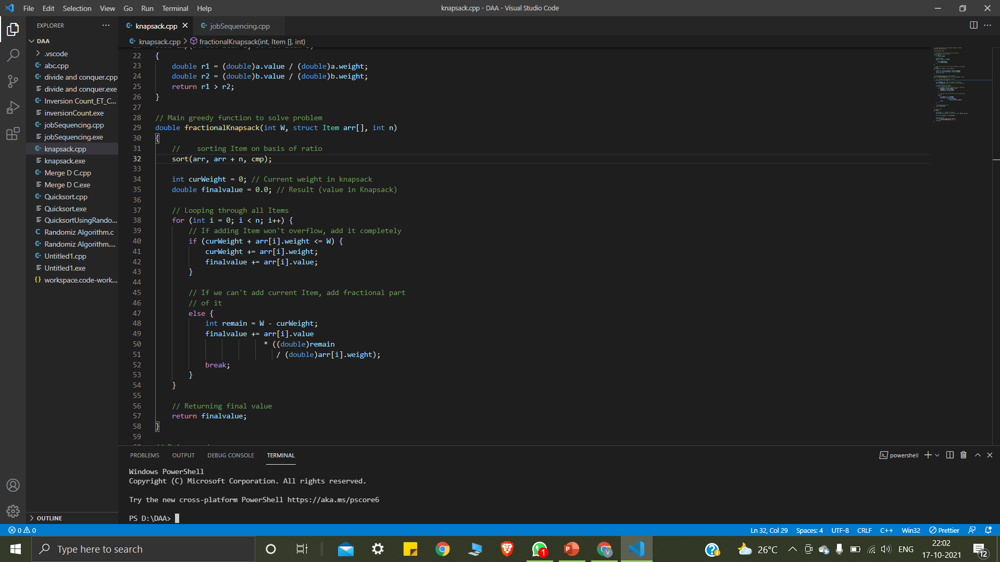 File Edit Selection View Go Run Terminal Help
knapsack.cpp - DAA - Visual Studio Code
EXPLORER
DAA
.vscode
abc.cpp
divide and conquer.cpp
divide and conquer.exe
Inversion Count_ET_C...
inversionCount.exe
jobSequencing.cpp
jobSequencing.exe
knapsack.cpp
knapsack.exe
Merge D C.cpp
Merge D C.exe
Quicksort.cpp
Quicksort.exe
QuicksortUsingRando...
Randomiz Algorithm.c
Randomiz Algorithm....
Untitled1.cpp
Untitled1.exe
workspace.code-work...
OUTLINE
knapsack.cpp
jobSequencing.cpp
knapsack.cpp > fractionalKnapsack(int, Item [], int)
22 {
23 double r1 = (double)a.value / (double)a.weight;
24 double r2 = (double)b.value / (double)b.weight;
25 return r1 > r2;
26 }
27
28 // Main greedy function to solve problem
29 double fractionalKnapsack(int W, struct Item arr[], int n)
30 {
31 // sorting Item on basis of ratio
32 sort(arr, arr + n, cmp);
33
34 int curWeight = 0; // Current weight in knapsack
35 double finalvalue = 0.0; // Result (value in Knapsack)
36
37 // Looping through all Items
38 for (int i = 0; i < n; i++) {
39 // If adding Item won't overflow, add it completely
40 if (curWeight + arr[i].weight <= W) {
41 curWeight += arr[i].weight;
42 finalvalue += arr[i].value;
43 }
44
45 // If we can't add current Item, add fractional part
46 // of it
47 else {
48 int remain = W - curWeight;
49 finalvalue += arr[i].value
50 * ((double)remain
51 / (double)arr[i].weight);
52 break;
53 }
54 }
55
56 // Returning final value
57 return finalvalue;
58 }
59
PROBLEMS OUTPUT DEBUG CONSOLE TERMINAL
powershell
Windows PowerShell
Copyright (C) Microsoft Corporation. All rights reserved.
Try the new cross-platform PowerShell https://aka.ms/pscore6
PS D:\DAA>
0 0
Ln 32, Col 29 Spaces: 4 UTF-8 CRLF C++ Win32 Prettier
Type here to search
1
26°C
ENG
22:02
17-10-2021
12